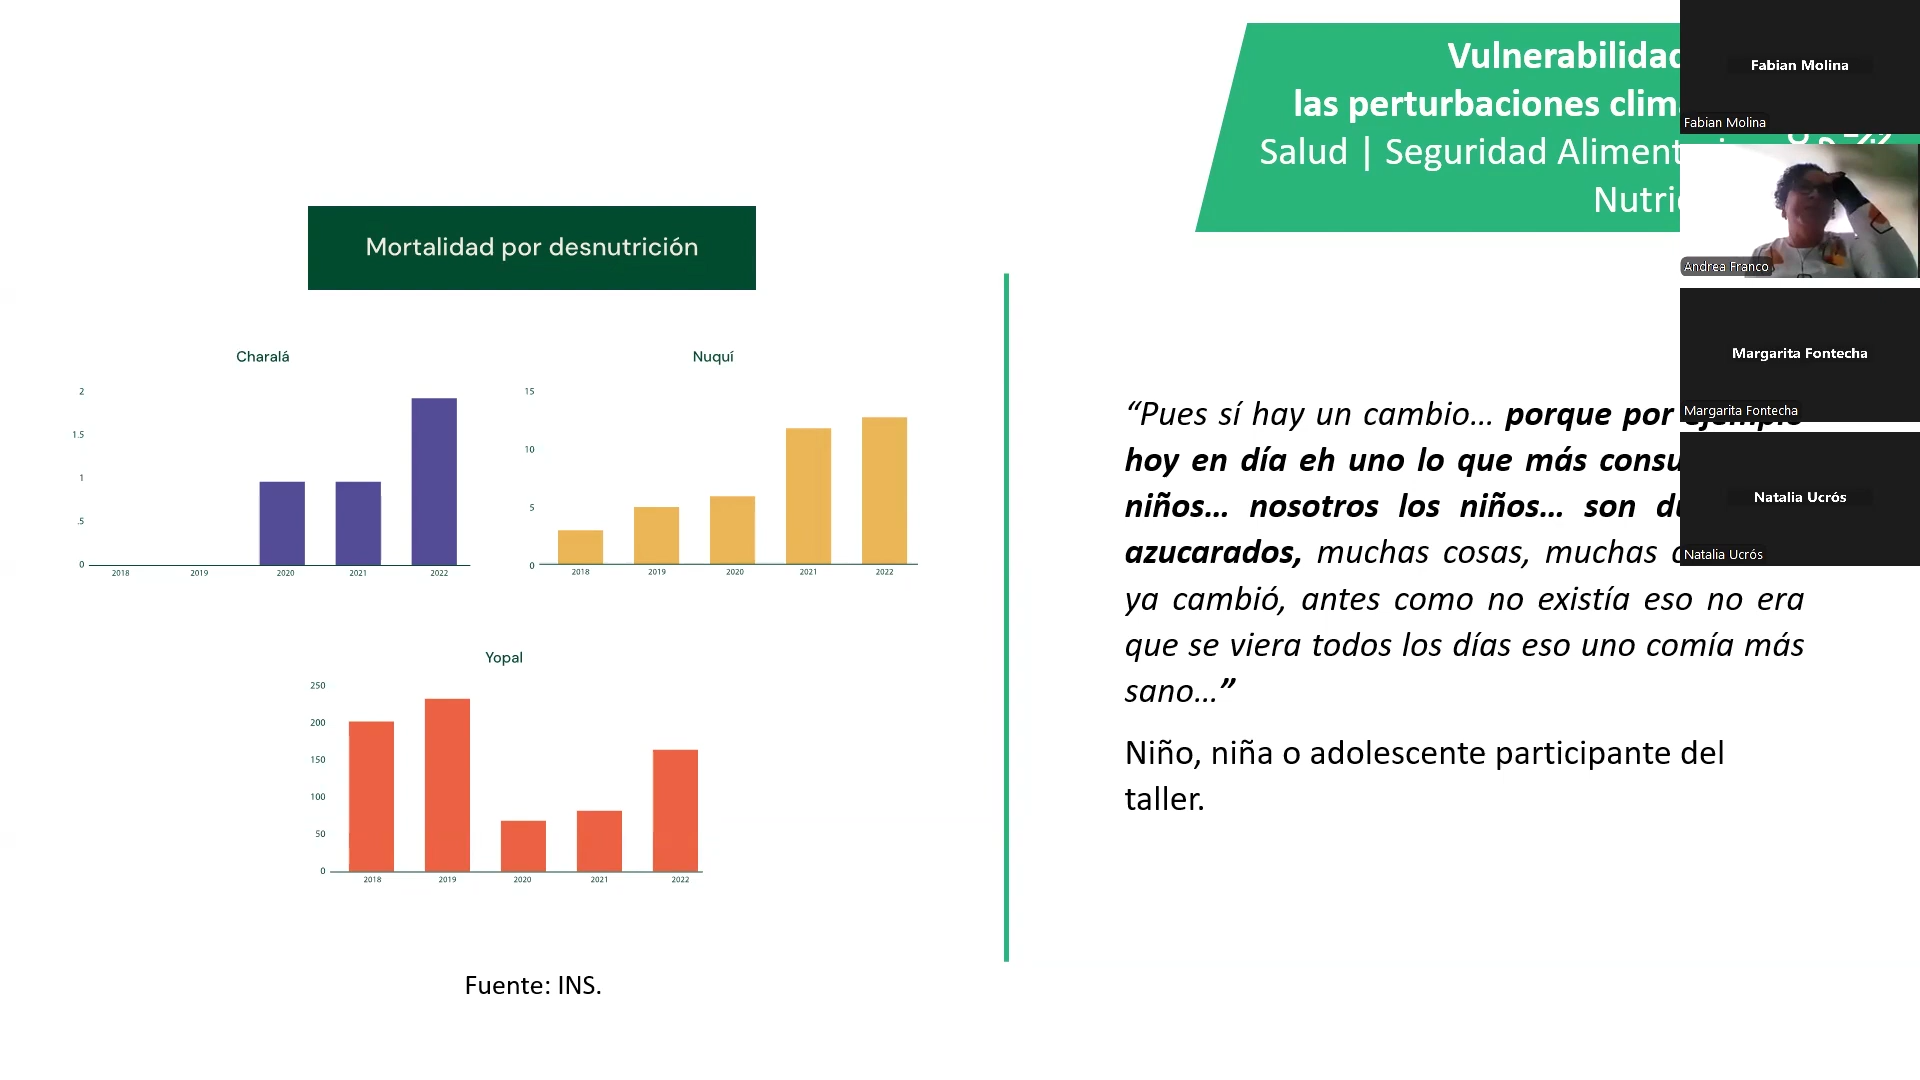 Vulnerabilidad
las perturbaciones clim
Salud | Seguridad Aliment
Nutri
Fabian Molina
Fabian Molina
Andrea Franco
Margarita Fontecha
Margarita Fontecha
Natalia Ucrós
Natalia Ucrós
Mortalidad por desnutrición
Charalá
2
1.5
1
.5
0
2018 2019 2020 2021 2022
Nuquí
15
10
5
0
2018 2019 2020 2021 2022
Yopal
250
200
150
100
50
0
2018 2019 2020 2021 2022
Fuente: INS.
“Pues sí hay un cambio... porque por ejemplo
hoy en día eh uno lo que más consu
niños... nosotros los niños... son
azucarados, muchas cosas, muchas
ya cambió, antes como no existía eso no era
que se viera todos los días eso uno comía más
sano...”
Niño, niña o adolescente participante del
taller.